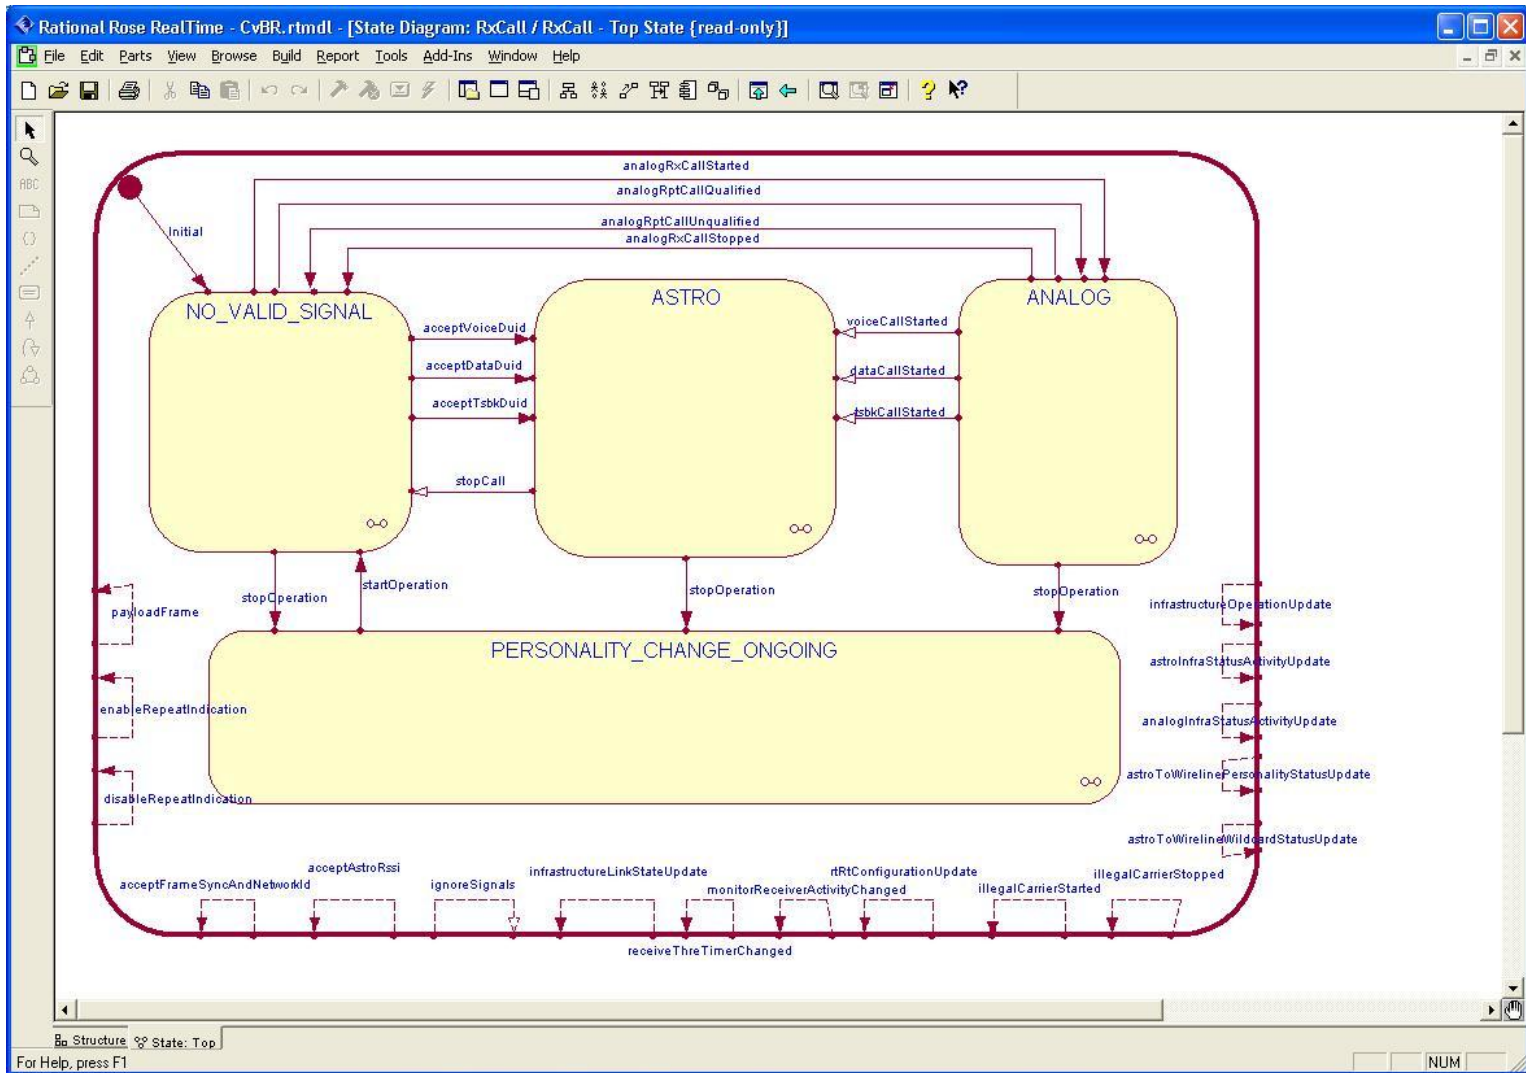 Rational Rose RealTime - CvBR.rtmdl - [State Diagram: RxCall / RxCall - Top State {read-only}]
File Edit Parts View Browse Build Report Tools Add-Ins Window Help
ABC
analogRxCallStarted
analogRptCallQualified
analogRptCallUnqualified
analogRxCallStopped
Initial
NO_VALID_SIGNAL
ASTRO
ANALOG
acceptVoiceDuid
voiceCallStarted
acceptDataDuid
dataCallStarted
acceptTsbkDuid
tsbkCallStarted
stopCall
stopOperation
startOperation
stopOperation
stopOperation
payloadFrame
infrastructureOperationUpdate
PERSONALITY_CHANGE_ONGOING
astroInfraStatusActivityUpdate
enableRepeatIndication
analogInfraStatusActivityUpdate
astroToWirelinePersonalityStatusUpdate
disableRepeatIndication
astroToWirelineWildcardStatusUpdate
acceptFrameSyncAndNetworkId
acceptAstroRssi
ignoreSignals
infrastructureLinkStateUpdate
monitorReceiverActivityChanged
rtRtConfigurationUpdate
illegalCarrierStarted
illegalCarrierStopped
receiveThreTimerChanged
Structure State: Top
For Help, press F1
NUM